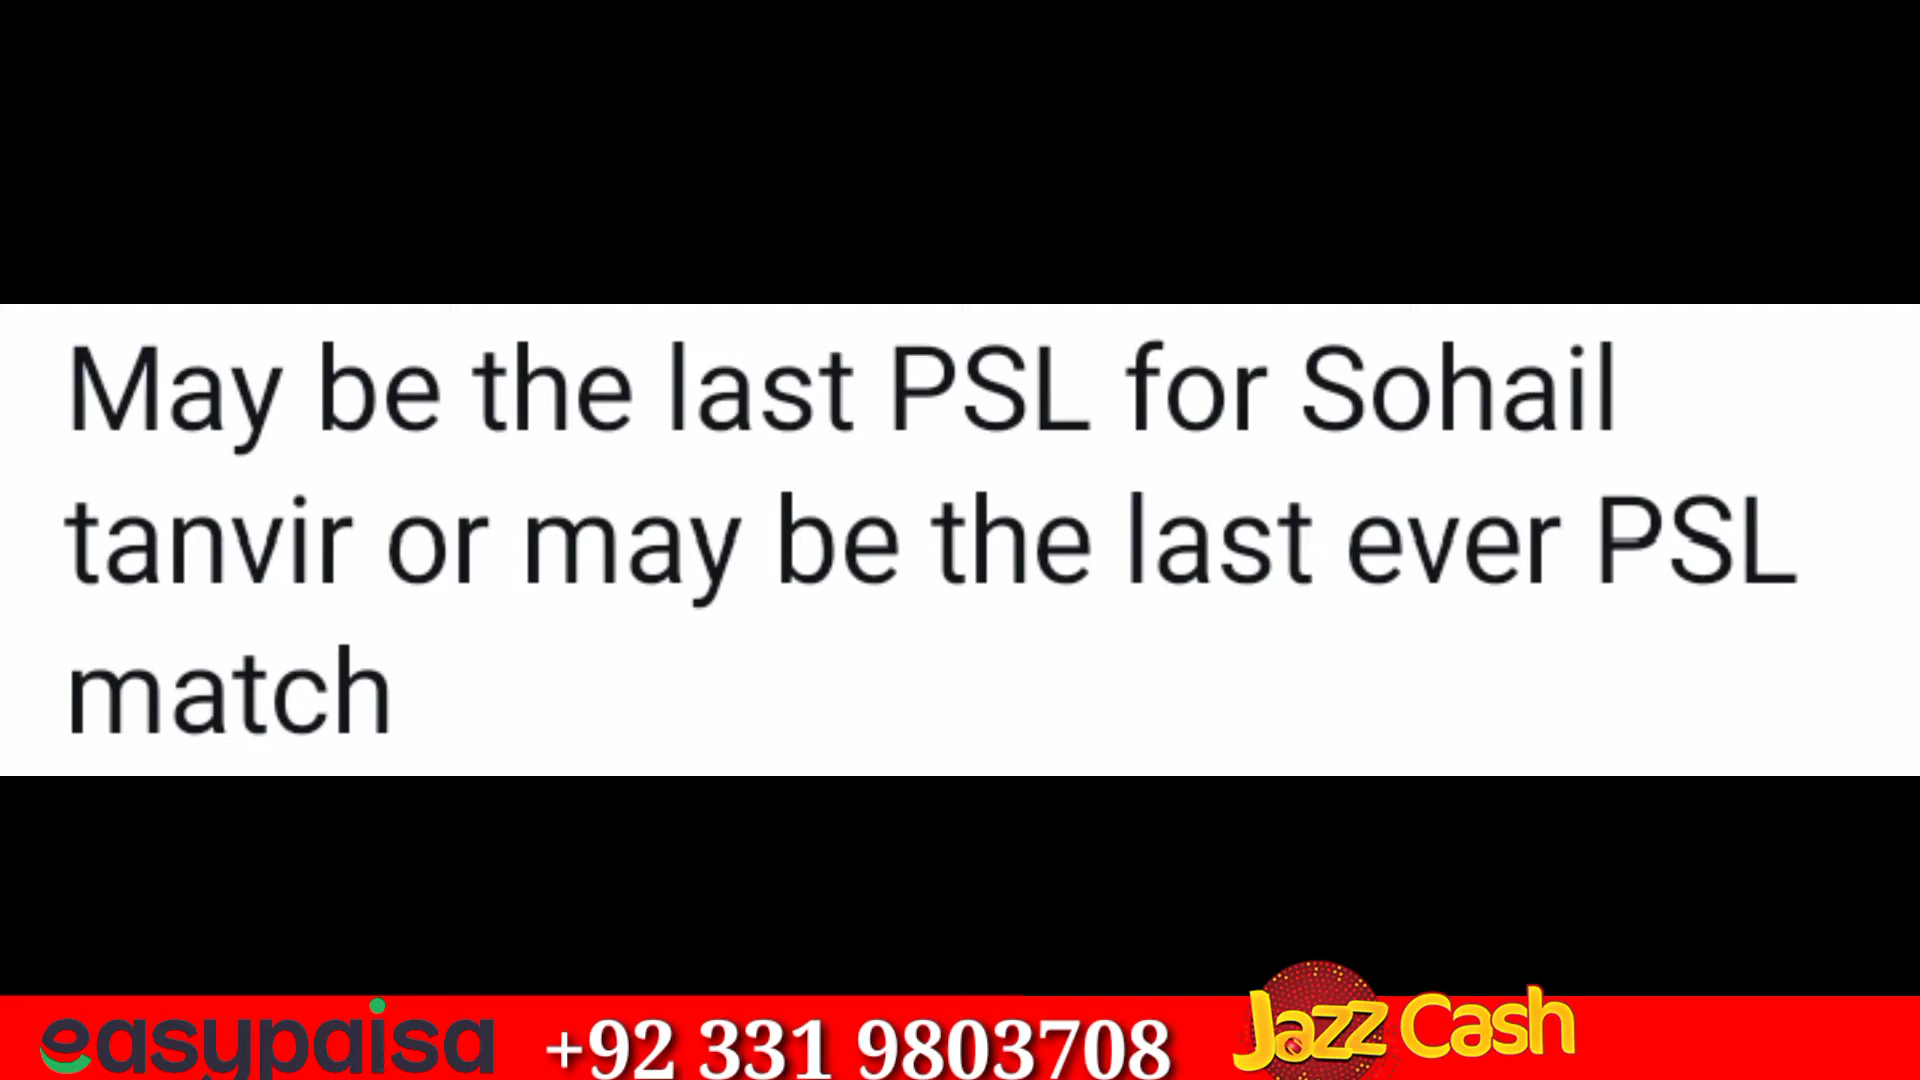 May be the last PSL for Sohail
tanvir or may be the last ever PSL
match
easypaisa +92 331 9803708 Jazz Cash